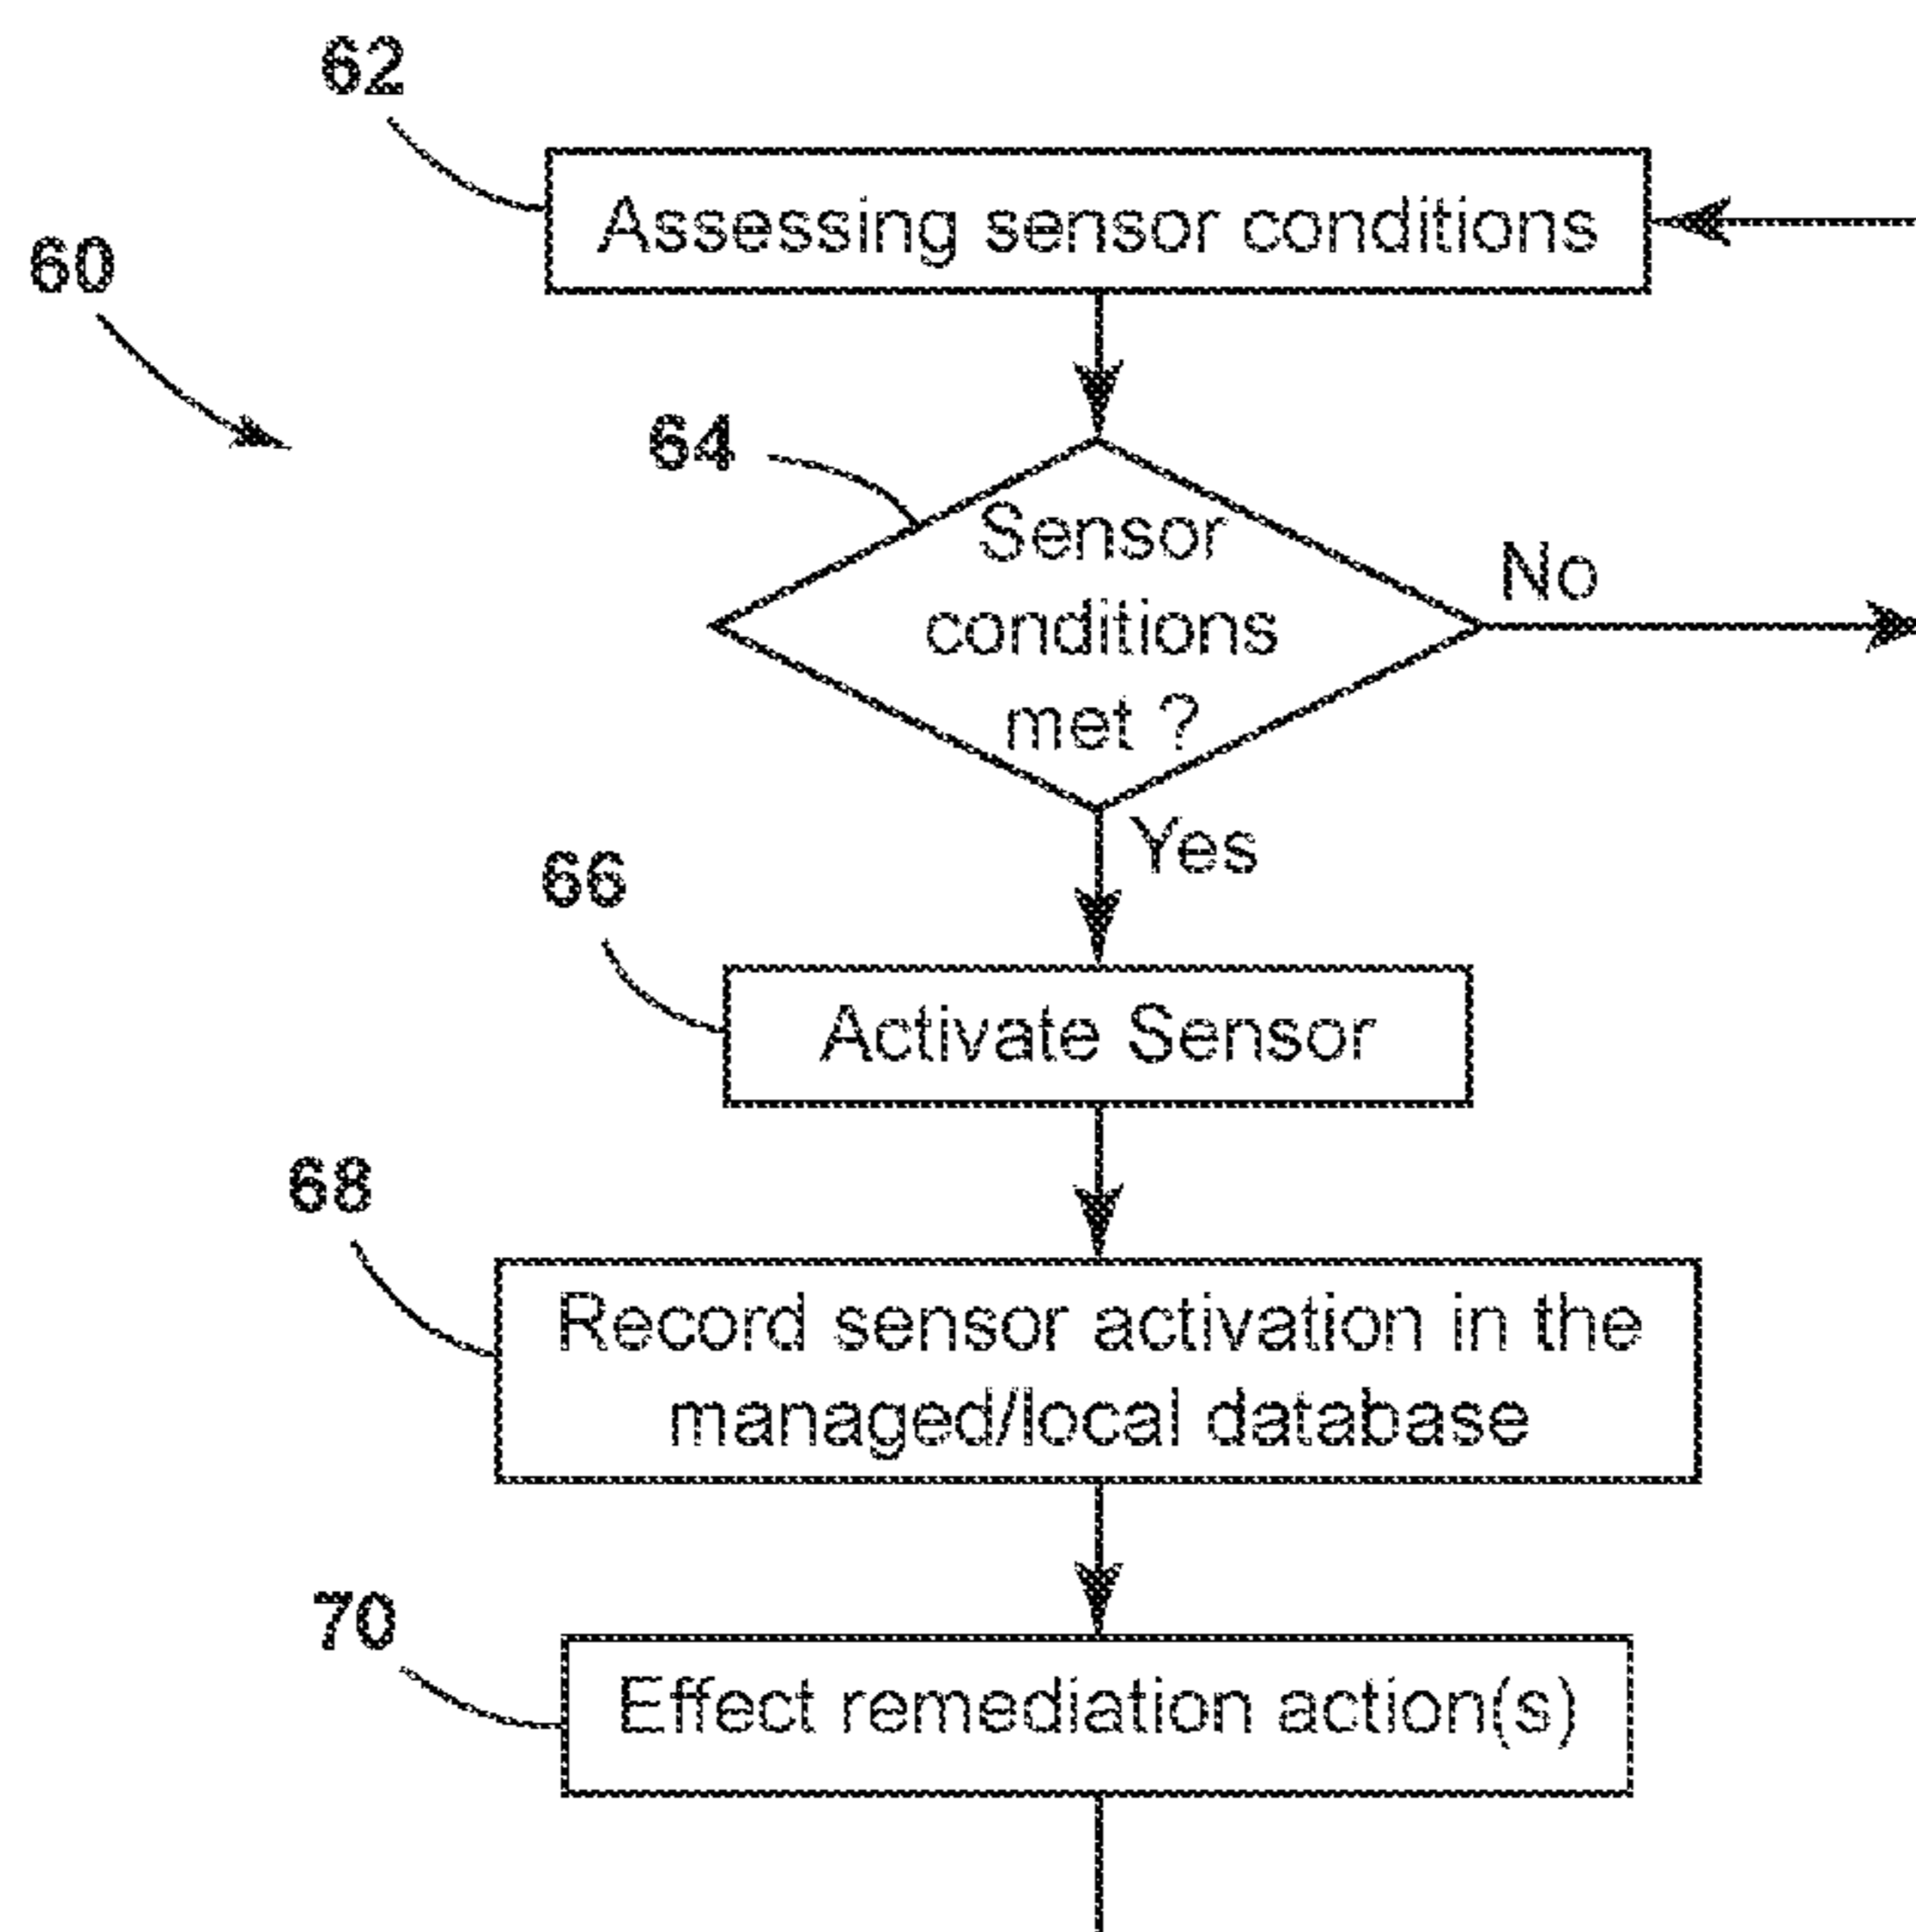 62
Assessing sensor conditions
60
64
Sensor
conditions
met ?
No
Yes
66
Activate Sensor
68
Record sensor activation in the
managed/local database
70
Effect remediation action(s)